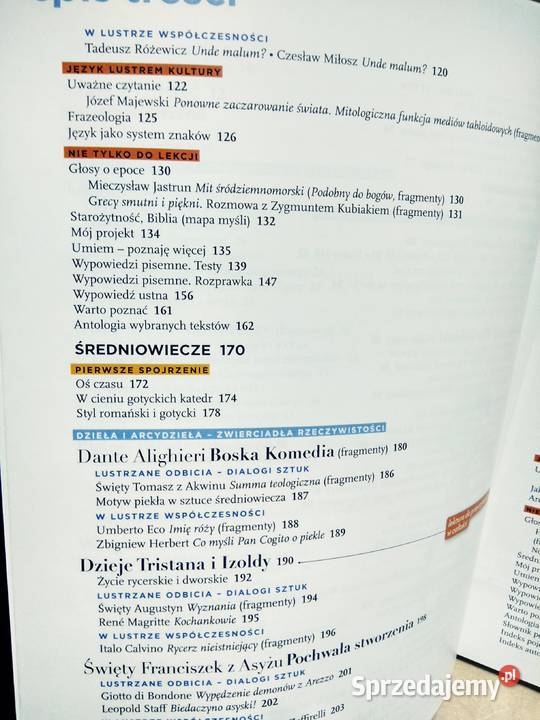 W LUSTRZE WSPÓŁCZESNOŚCI
Tadeusz Różewicz Unde malum? • Czesław Miłosz Unde malum? 120
JĘZYK LUSTREM KULTURY
Uważne czytanie 122
Józef Majewski Ponowne zaczarowanie świata. Mitologiczna funkcja mediów tabloidowych (fragmen
Frazeologia 125
Język jako system znaków 126
NIE TYLKO DO LEKCJI
Głosy o epoce 130
Mieczysław Jastrun Mit śródziemnomorski (Podobny do bogów, fragmenty) 130
Grecy smutni i piękni. Rozmowa z Zygmuntem Kubiakiem (fragmenty) 131
Starożytność, Biblia (mapa myśli) 132
Mój projekt 134
Umiem – poznaję więcej 135
Wypowiedzi pisemne. Testy 139
Wypowiedzi pisemne. Rozprawka 147
Wypowiedź ustna 156
Warto poznać 161
Antologia wybranych tekstów 162
ŚREDNIOWIECZE 170
PIERWSZE SPOJRZENIE
Oś czasu 172
W cieniu gotyckich katedr 174
Styl romański i gotycki 178
DZIEŁA I ARCYDZIEŁA – ZWIERCIADŁA RZECZYWISTOŚCI
Dante Alighieri Boska Komedia (fragmenty) 180
LUSTRZANE ODBICIA – DIALOGI SZTUK
Święty Tomasz z Akwinu Summa teologiczna (fragmenty) 186
Motyw piekła w sztuce średniowiecza 187
W LUSTRZE WSPÓŁCZESNOŚCI
Umberto Eco Imię róży (fragmenty) 188
Zbigniew Herbert Co myśli Pan Cogito o piekle 189
Dzieje Tristana i Izoldy 190
Życie rycerskie i dworskie 192
LUSTRZANE ODBICIA – DIALOGI SZTUK
Święty Augustyn Wyznania (fragmenty) 194
René Magritte Kochankowie 195
W LUSTRZE WSPÓŁCZESNOŚCI
Italo Calvino Rycerz nieistniejący (fragmenty) 196
Święty Franciszek z Asyżu Pochwała stworzenia 198
LUSTRZANE ODBICIA – DIALOGI SZTUK
Giotto di Bondone Wypędzenie demonów z Arezzo 201
Leopold Staff Biedaczyno asyski! 202
W LUSTRZE WSPÓŁCZESNOŚCI
Zeffirelli 203
Sprzedajemy.pl